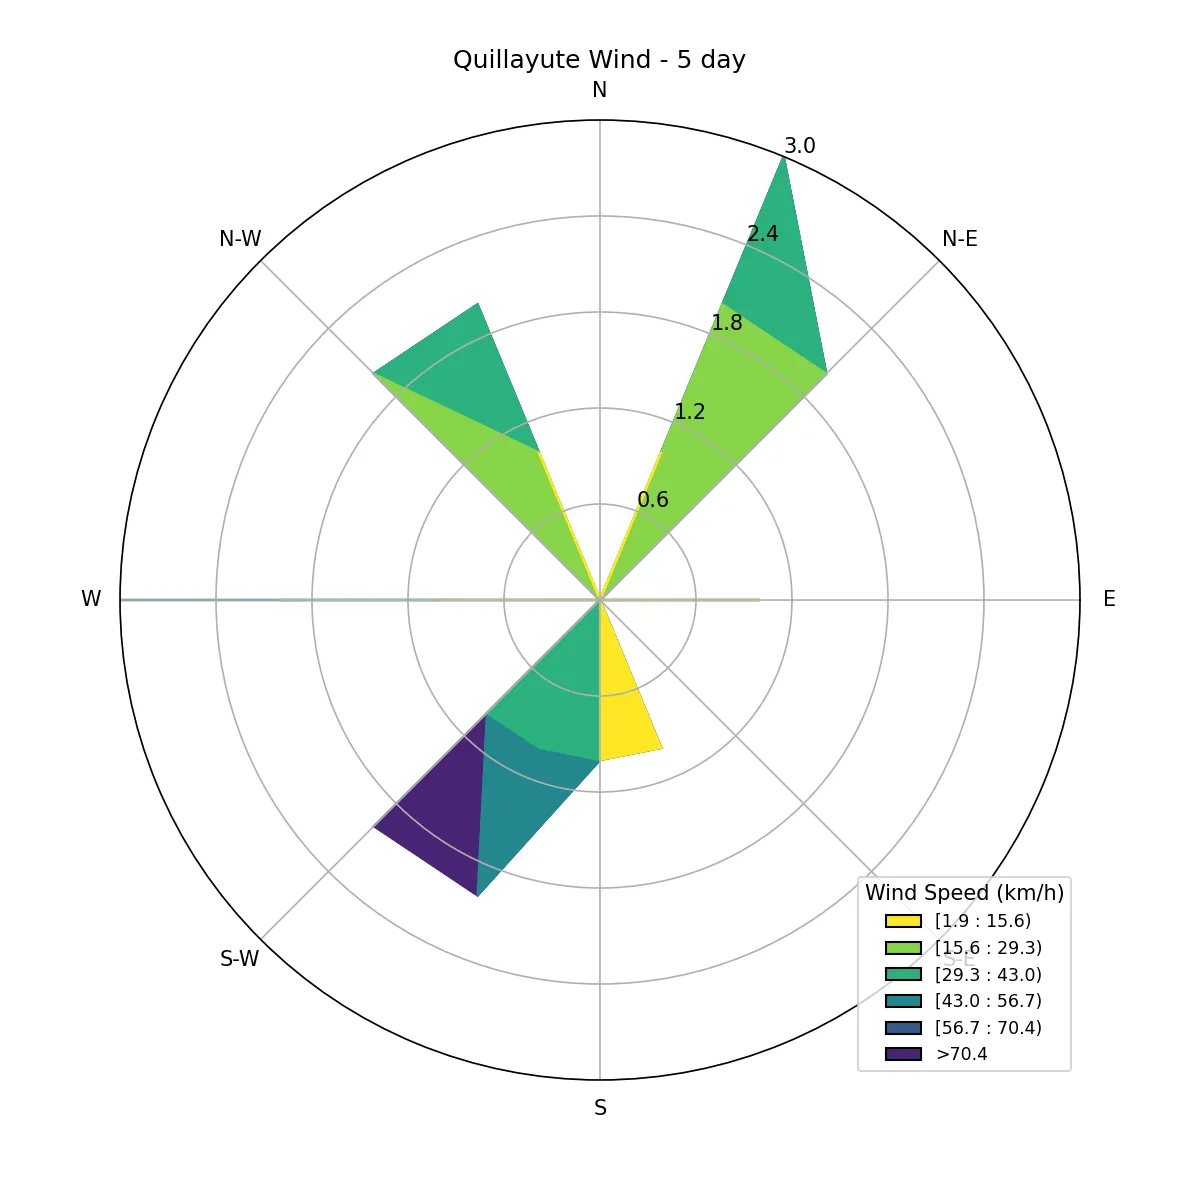 Quillayute Wind - 5 day
N
3.0
2.4
N-W
N-E
1.8
1.2
0.6
W
E
Wind Speed (km/h)
[1.9 : 15.6)
[15.6 : 29.3)
S-W
S-E
[29.3 : 43.0)
[43.0 : 56.7)
[56.7 : 70.4)
>70.4
S